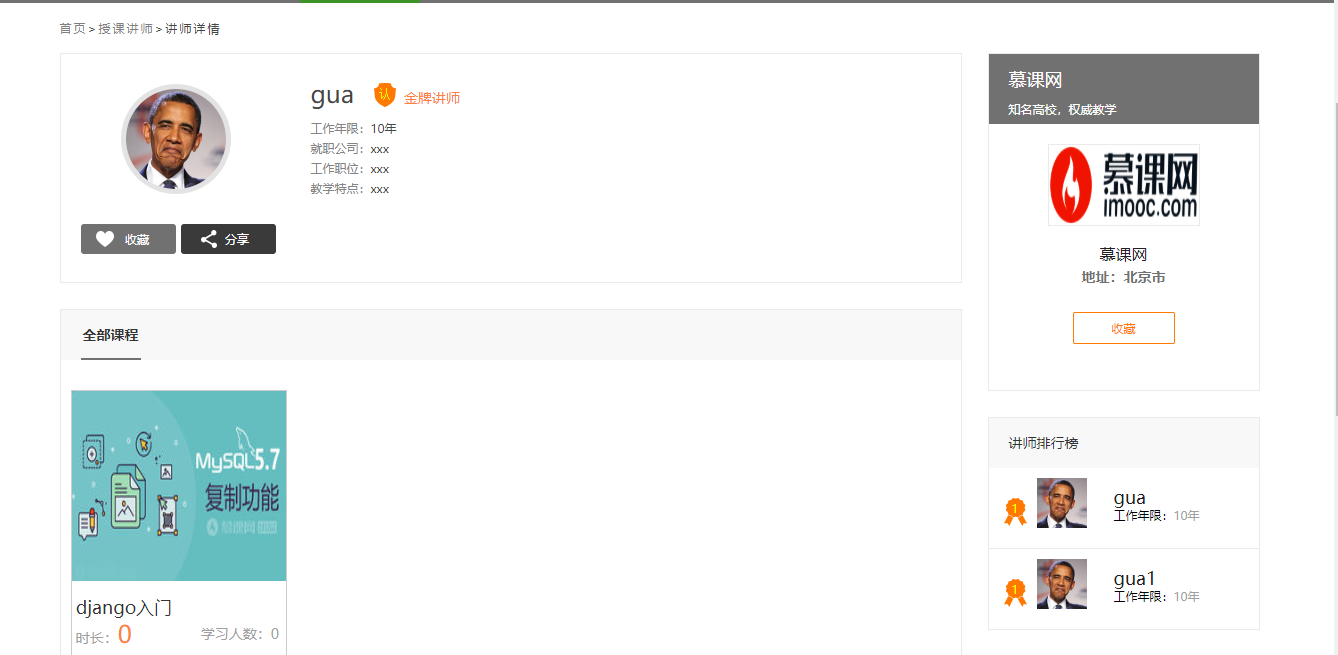 首页>授课讲师>讲师详情
gua 认 金牌讲师
工作年限：10年
就职公司：xxx
工作职位：xxx
教学特点：xxx
收藏 分享
全部课程
MySQL5.7
复制功能
慕课网
django入门
时长：0 学习人数：0
慕课网
知名高校，权威教学
慕课网
imooc.com
慕课网
地址：北京市
收藏
讲师排行榜
1 gua
工作年限：10年
1 gua1
工作年限：10年